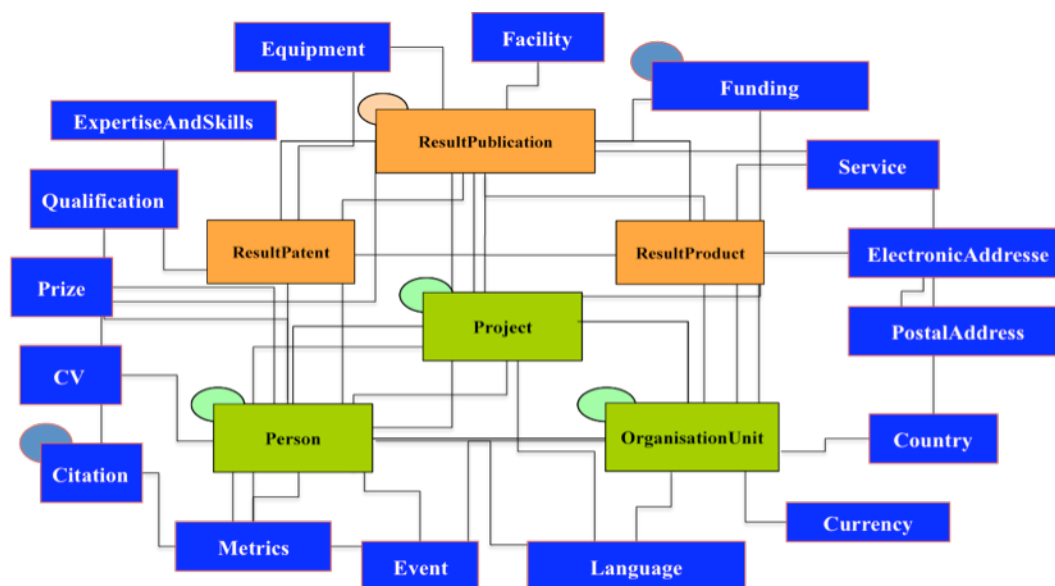 Equipment
Facility
Funding
ExpertiseAndSkills
ResultPublication
Service
Qualification
ResultPatent
ResultProduct
ElectronicAddresse
Prize
Project
PostalAddress
CV
Person
OrganisationUnit
Country
Citation
Metrics
Event
Language
Currency